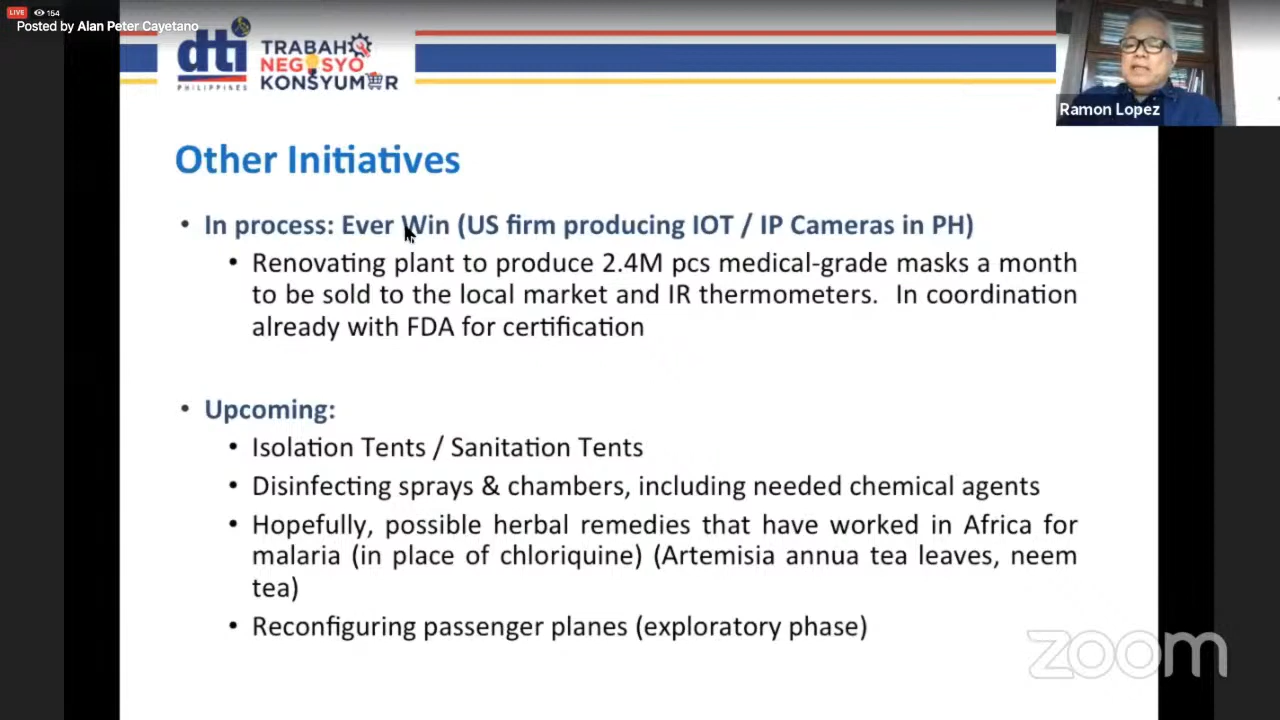 LIVE 154
Posted by Alan Peter Cayetano
dti
PHILIPPINES
TRABAHO
NEGOSYO
KONSYUMER
Ramon Lopez
Other Initiatives
• In process: Ever Win (US firm producing IOT / IP Cameras in PH)
• Renovating plant to produce 2.4M pcs medical-grade masks a month
to be sold to the local market and IR thermometers. In coordination
already with FDA for certification
• Upcoming:
• Isolation Tents / Sanitation Tents
• Disinfecting sprays & chambers, including needed chemical agents
• Hopefully, possible herbal remedies that have worked in Africa for
malaria (in place of chloriquine) (Artemisia annua tea leaves, neem
tea)
• Reconfiguring passenger planes (exploratory phase)
zoom